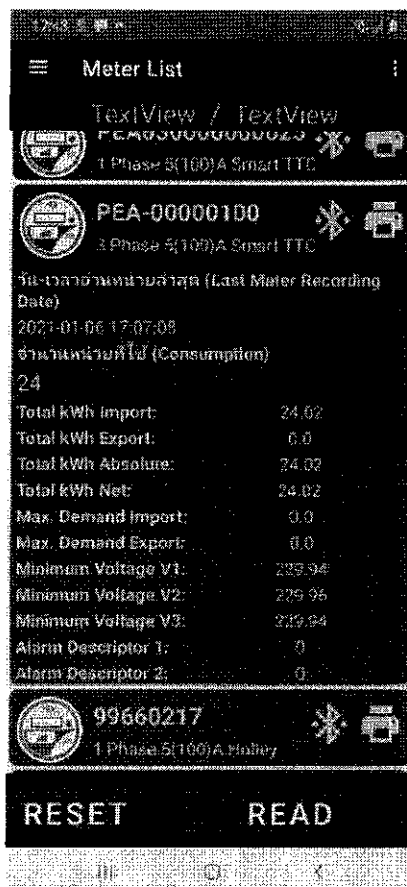 Meter List
TextView / TextView
1 Phase 5(100)A Smart TTC
PEA-00000100
3 Phase 5(100)A Smart TTC
วัน-เวลาอ่านหน่วยล่าสุด (Last Meter Recording
Date)
2021-01-06 17:07:08
จำนวนหน่วยที่ใช้ (Consumption)
24
Total kWh Import: 24.02
Total kWh Export: 0.0
Total kWh Absolute: 24.02
Total kWh Net: 24.02
Max. Demand Import: 0.0
Max. Demand Export: 0.0
Minimum Voltage V1: 229.94
Minimum Voltage V2: 229.96
Minimum Voltage V3: 229.94
Alarm Descriptor 1: 0
Alarm Descriptor 2: 0
99660217
1 Phase 5(100)A Holley
RESET READ